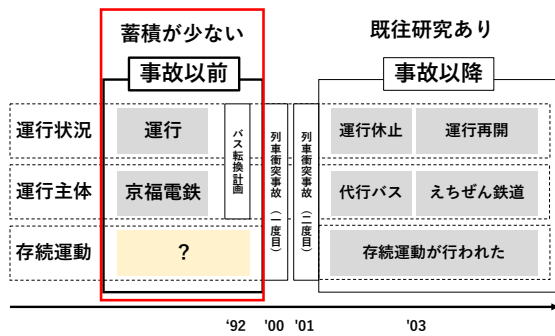 蓄積が少ない
既往研究あり
事故以前
事故以降
運行状況
運行
バス転換計画
列車衝突事故（一度目）
列車衝突事故（二度目）
運行休止
運行再開
運行主体
京福電鉄
代行バス
えちぜん鉄道
存続運動
?
存続運動が行われた
‘92
'00
'01
'03